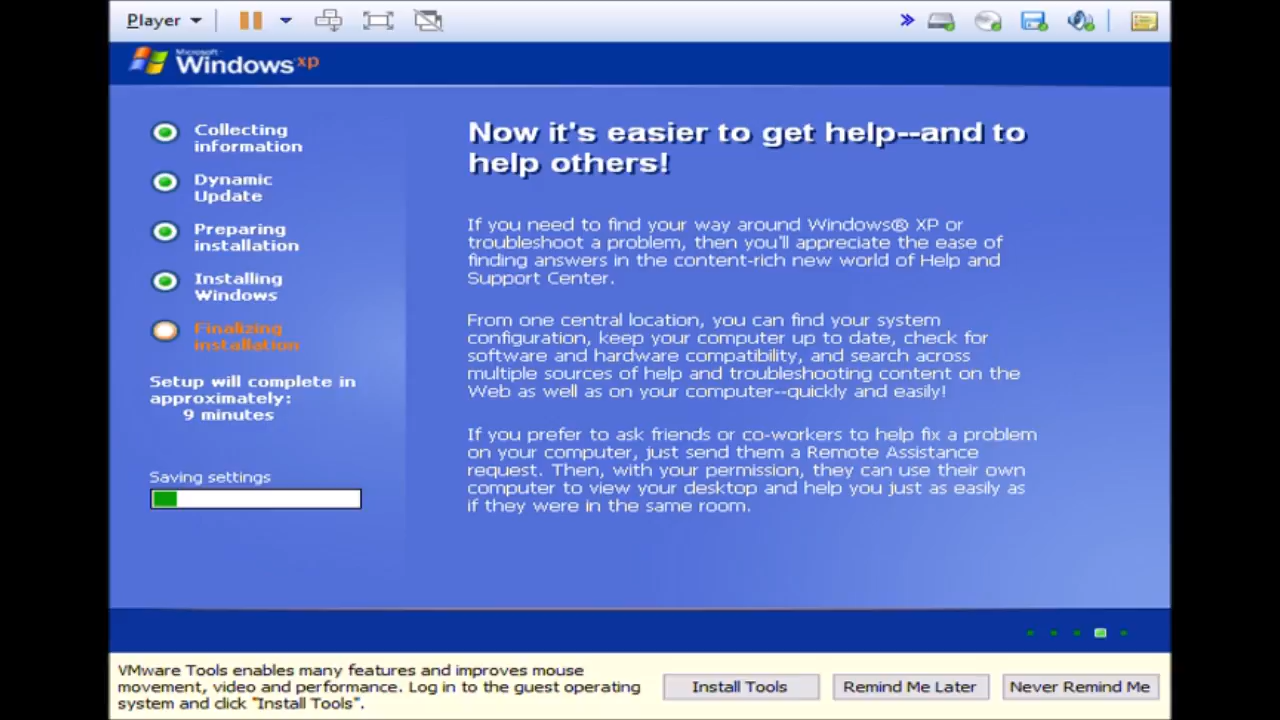 Player
Microsoft
Windows xp
Collecting
information
Dynamic
Update
Preparing
installation
Installing
Windows
Finalizing
installation
Setup will complete in
approximately:
9 minutes
Saving settings
Now it's easier to get help--and to
help others!
If you need to find your way around Windows® XP or
troubleshoot a problem, then you'll appreciate the ease of
finding answers in the content-rich new world of Help and
Support Center.
From one central location, you can find your system
configuration, keep your computer up to date, check for
software and hardware compatibility, and search across
multiple sources of help and troubleshooting content on the
Web as well as on your computer--quickly and easily!
If you prefer to ask friends or co-workers to help fix a problem
on your computer, just send them a Remote Assistance
request. Then, with your permission, they can use their own
computer to view your desktop and help you just as easily as
if they were in the same room.
VMware Tools enables many features and improves mouse
movement, video and performance. Log in to the guest operating
system and click "Install Tools".
Install Tools
Remind Me Later
Never Remind Me